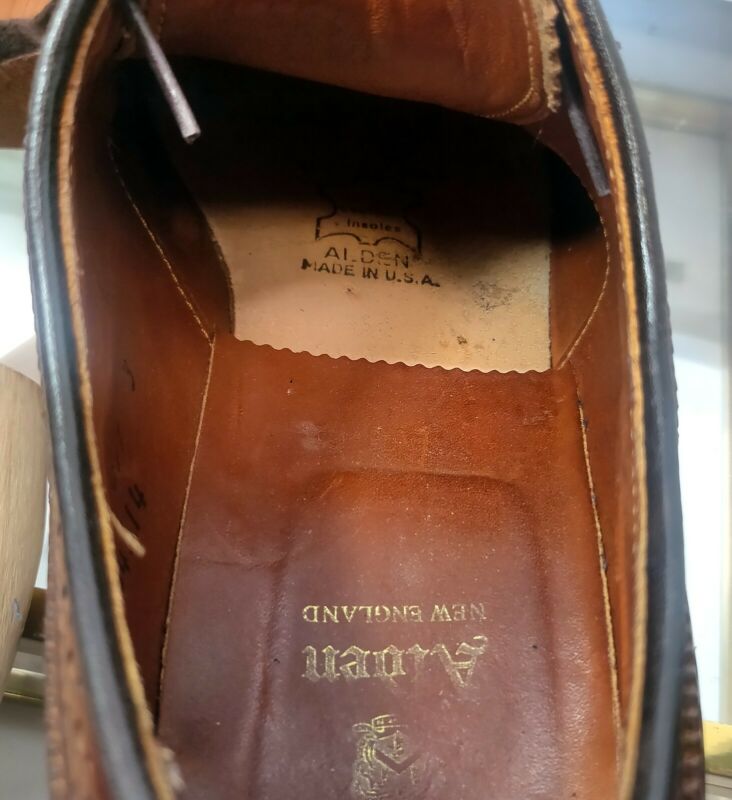 insoles
ALDEN
MADE IN U.S.A.
Alden
NEW ENGLAND